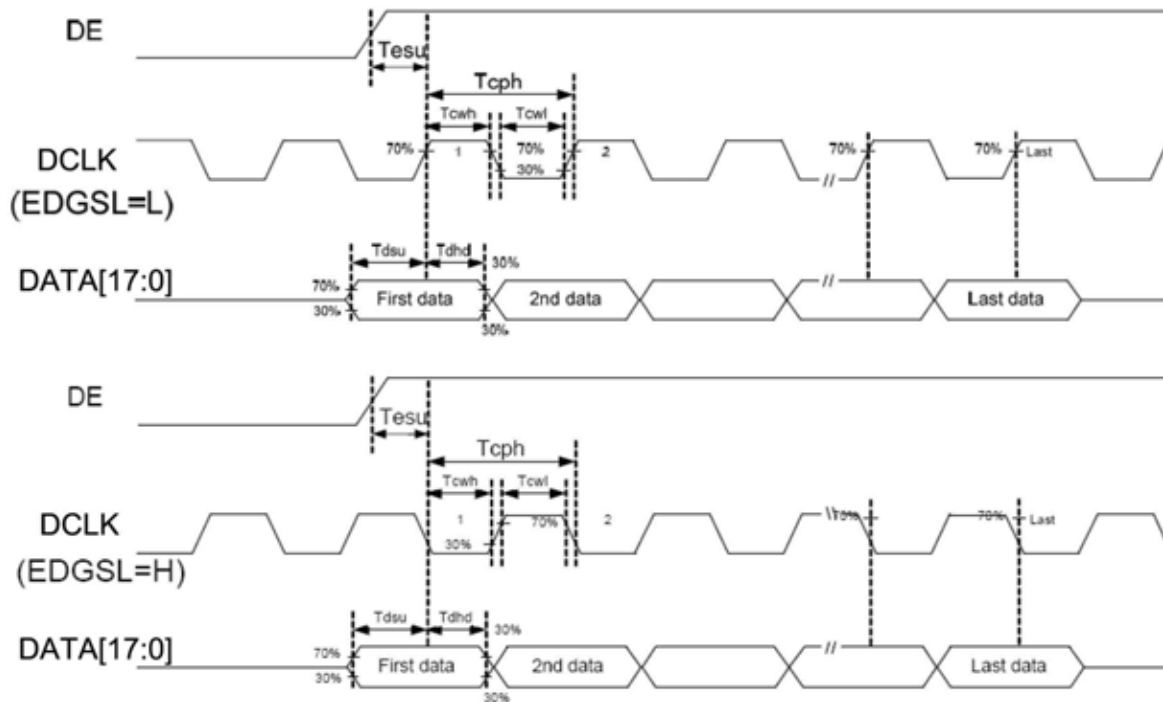 DE
Tesu
Tcph
Tcwh Tcwl
DCLK 70% 1 70% 2 70% 70% Last
30%
(EDGSL=L) //
Tdsu Tdhd 30%
DATA[17:0] 70% //
First data 2nd data Last data
30% 30%
DE
Tesu
Tcph
Tcwh Tcwl
DCLK 1 70% 2 \\ 70% 70% Last
30%
(EDGSL=H)
Tdsu Tdhd 30%
DATA[17:0] 70% //
First data 2nd data Last data
30% 30%